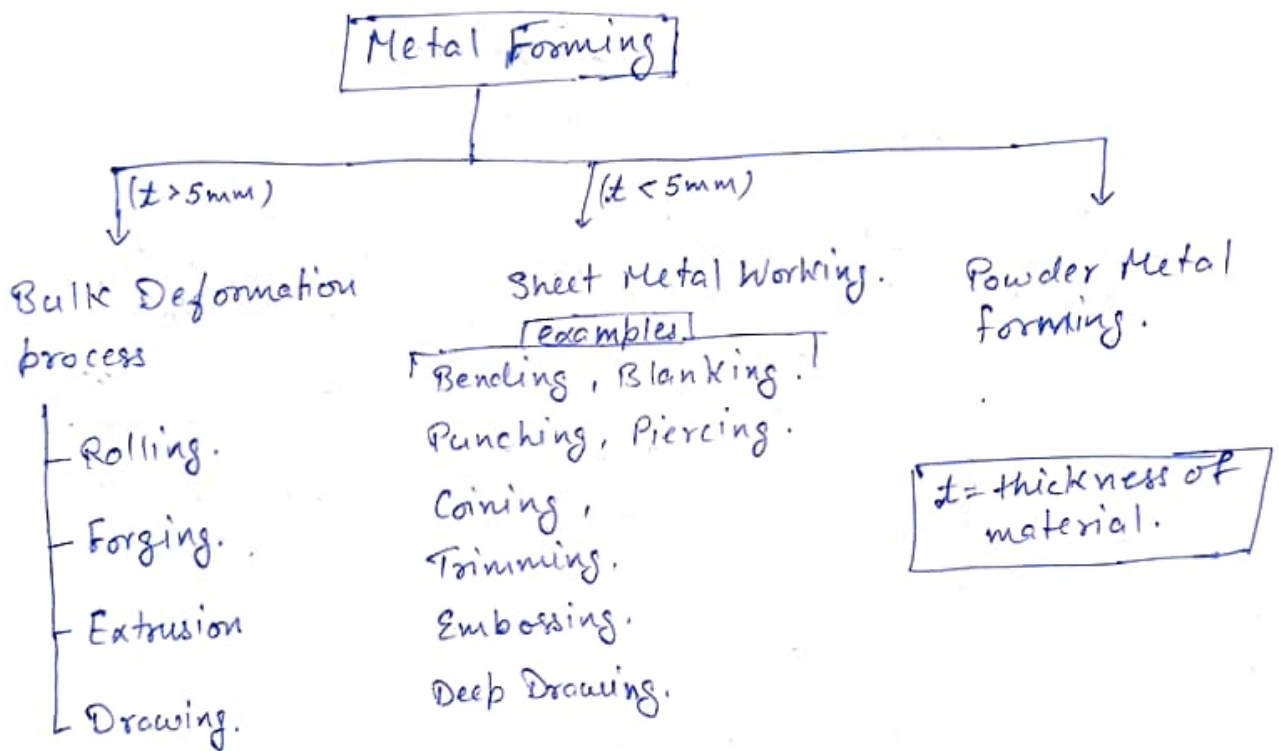 Metal Forming
(t > 5mm)
(t < 5mm)
Bulk Deformation
process
Rolling.
Forging.
Extrusion
Drawing.
Sheet Metal Working.
examples
Bending, Blanking.
Punching, Piercing.
Coining,
Trimming.
Embossing.
Deep Drawing.
Powder Metal
forming.
t = thickness of
material.